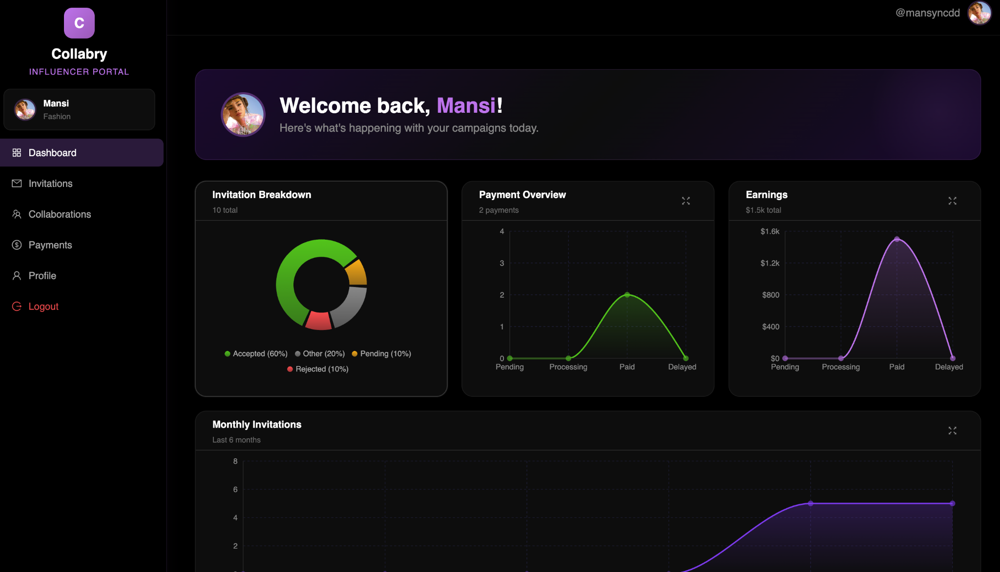 C
Collabry
INFLUENCER PORTAL
Mansi
Fashion
Dashboard
Invitations
Collaborations
Payments
Profile
Logout
@mansyncdd
Welcome back, Mansi!
Here's what's happening with your campaigns today.
Invitation Breakdown
10 total
Accepted (60%) Other (20%) Pending (10%)
Rejected (10%)
Payment Overview
2 payments
4
3
2
1
0
Pending Processing Paid Delayed
Earnings
$1.5k total
$1.6k
$1.2k
$800
$400
$0
Pending Processing Paid Delayed
Monthly Invitations
Last 6 months
8
6
4
2